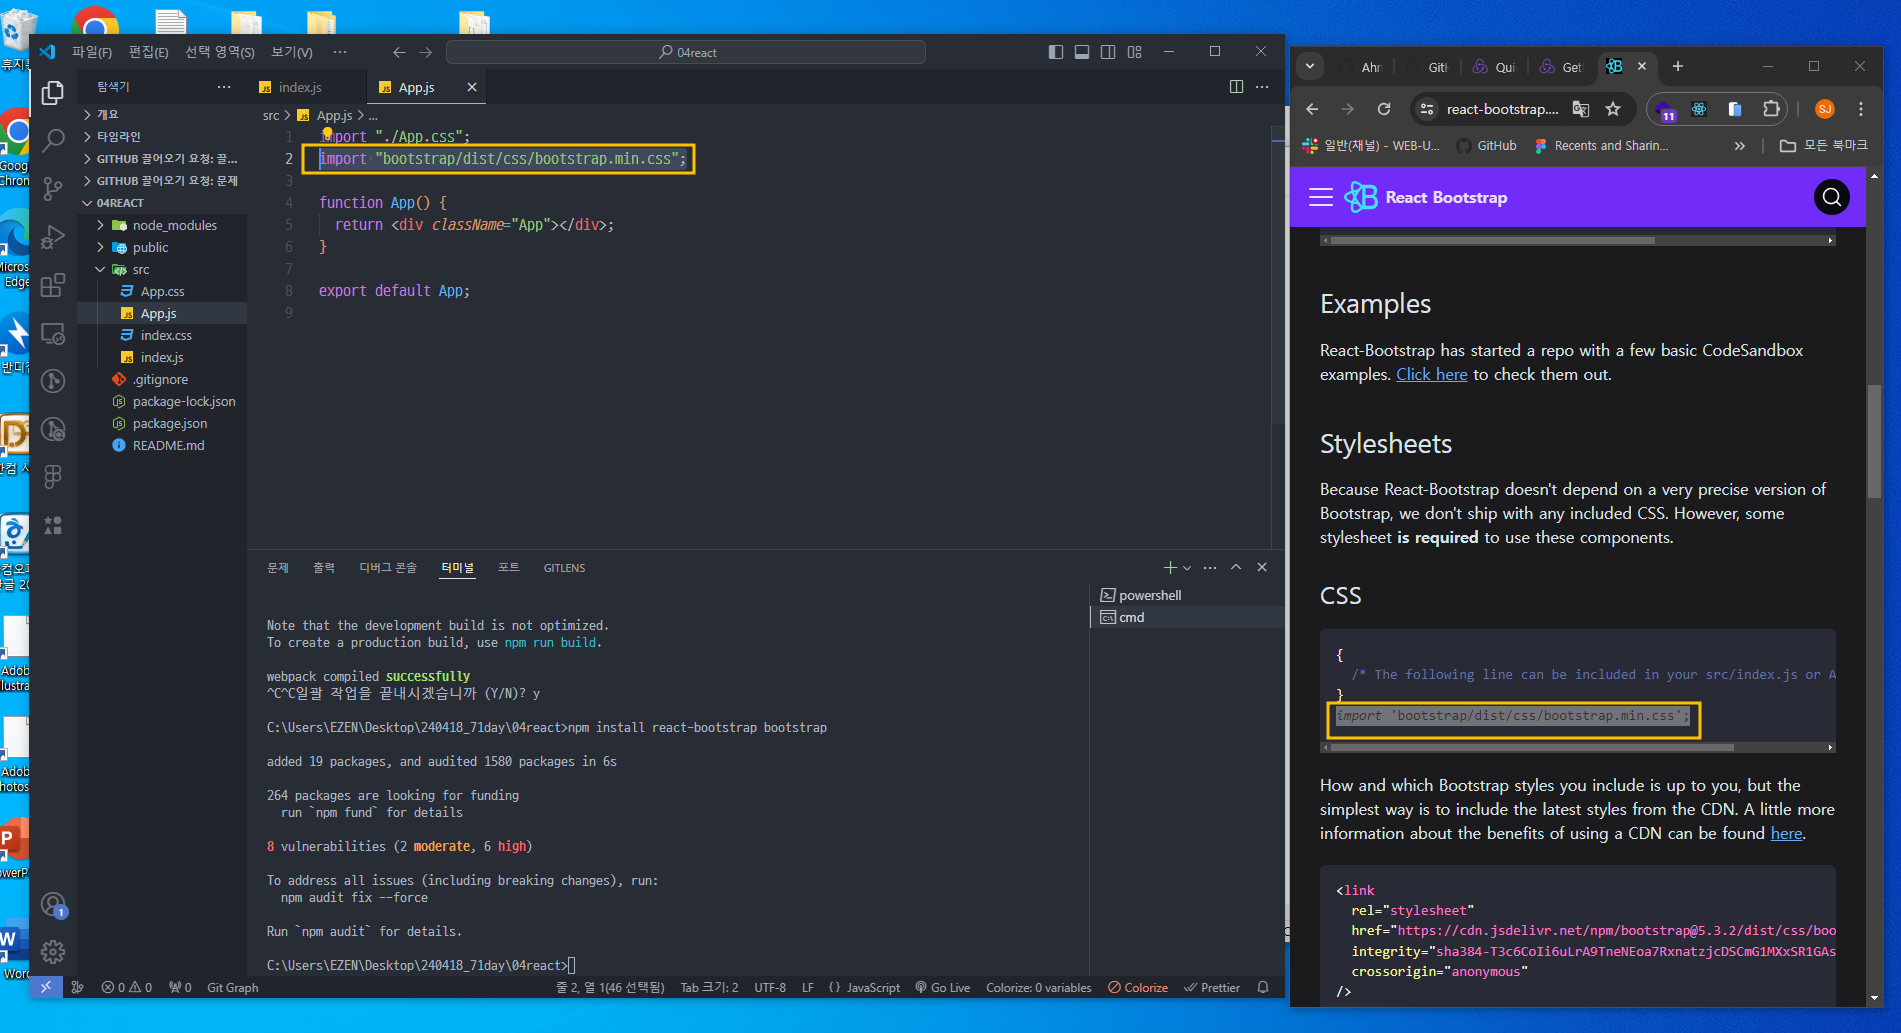 휴지통
Google
Chrome
Micros
Edge
Word
파일(F) 편집(E) 선택 영역(S) 보기(V) ···
04react
탐색기 ···
개요
타임라인
GITHUB 끌어오기 요청: 끌...
GITHUB 끌어오기 요청: 문제
04REACT
node_modules
public
src
App.css
App.js
index.css
index.js
.gitignore
package-lock.json
package.json
README.md
1
index.js
App.js
src > App.js > ...
1 import "./App.css";
2 import "bootstrap/dist/css/bootstrap.min.css";
3
4 function App() {
5 return <div className="App"></div>;
6 }
7
8 export default App;
9
문제 출력 디버그 콘솔 터미널 포트 GITLENS
powershell
cmd
Note that the development build is not optimized.
To create a production build, use npm run build.
webpack compiled successfully
^C^C일괄 작업을 끝내시겠습니까 (Y/N)? y
C:\Users\EZEN\Desktop\240418_71day\04react>npm install react-bootstrap bootstrap
added 19 packages, and audited 1580 packages in 6s
264 packages are looking for funding
run `npm fund` for details
8 vulnerabilities (2 moderate, 6 high)
To address all issues (including breaking changes), run:
npm audit fix --force
Run `npm audit` for details.
C:\Users\EZEN\Desktop\240418_71day\04react>
0 0 0 Git Graph 줄 2, 열 1(46 선택됨) Tab 크기: 2 UTF-8 LF {} JavaScript Go Live Colorize: 0 variables Colorize Prettier
Ahn Git Qui Get
react-bootstrap.... 11 SJ
일반(채널) - WEB-U... GitHub Recents and Sharin... » 모든 북마크
React Bootstrap
Examples
React-Bootstrap has started a repo with a few basic CodeSandbox
examples. Click here to check them out.
Stylesheets
Because React-Bootstrap doesn't depend on a very precise version of
Bootstrap, we don't ship with any included CSS. However, some
stylesheet is required to use these components.
CSS
{
/* The following line can be included in your src/index.js or A
}
import 'bootstrap/dist/css/bootstrap.min.css';
How and which Bootstrap styles you include is up to you, but the
simplest way is to include the latest styles from the CDN. A little more
information about the benefits of using a CDN can be found here.
<link
rel="stylesheet"
href="https://cdn.jsdelivr.net/npm/bootstrap@5.3.2/dist/css/boo
integrity="sha384-T3c6CoIi6uLrA9TneNEoa7RxnatzjcDSCmG1MXxSR1GAs
crossorigin="anonymous"
/>